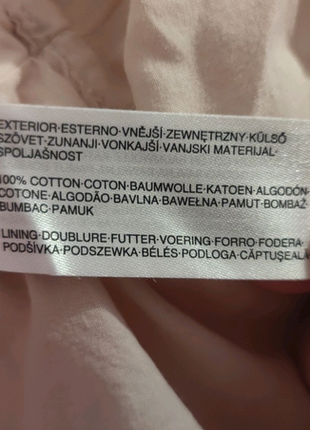 EXTERIOR·ESTERNO·VNĚJŠÍ·ZEWNĘTRZNY·KÜLSŐ
SZÖVET·ZUNANJI·VONKAJŠÍ·VANJSKI MATERIJAL·
SPOLJAŠNOST
100% COTTON·COTON·BAUMWOLLE·KATOEN·ALGODÓN·
COTONE·ALGODÃO·BAVLNA·BAWEŁNA·PAMUT·BOMBAŽ·
BUMBAC·PAMUK
LINING·DOUBLURE·FUTTER·VOERING·FORRO·FODERA·
PODŠÍVKA·PODSZEWKA·BÉLÉS·PODLOGA·CĂPTUŞEALĂ